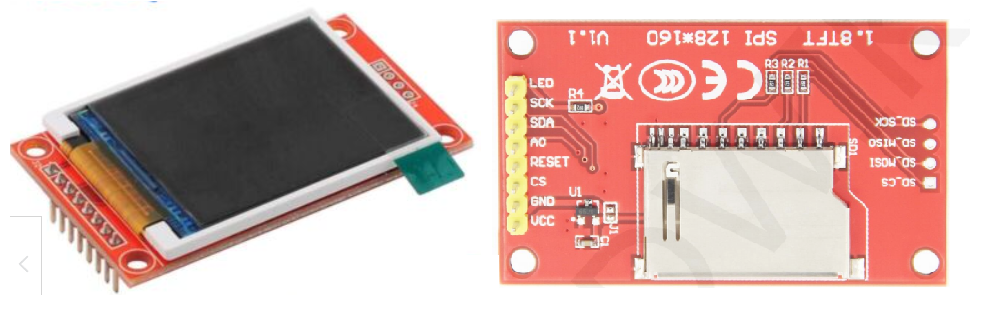 1.8TFT SPI 128*160 V1.1
R3 R2 R1
LED
SCK
R4
SDA
A0
RESET
CS
GND
VCC
U1
J1
C1
SD1
SD_SCK
SD_MISO
SD_MOSI
SD_CS